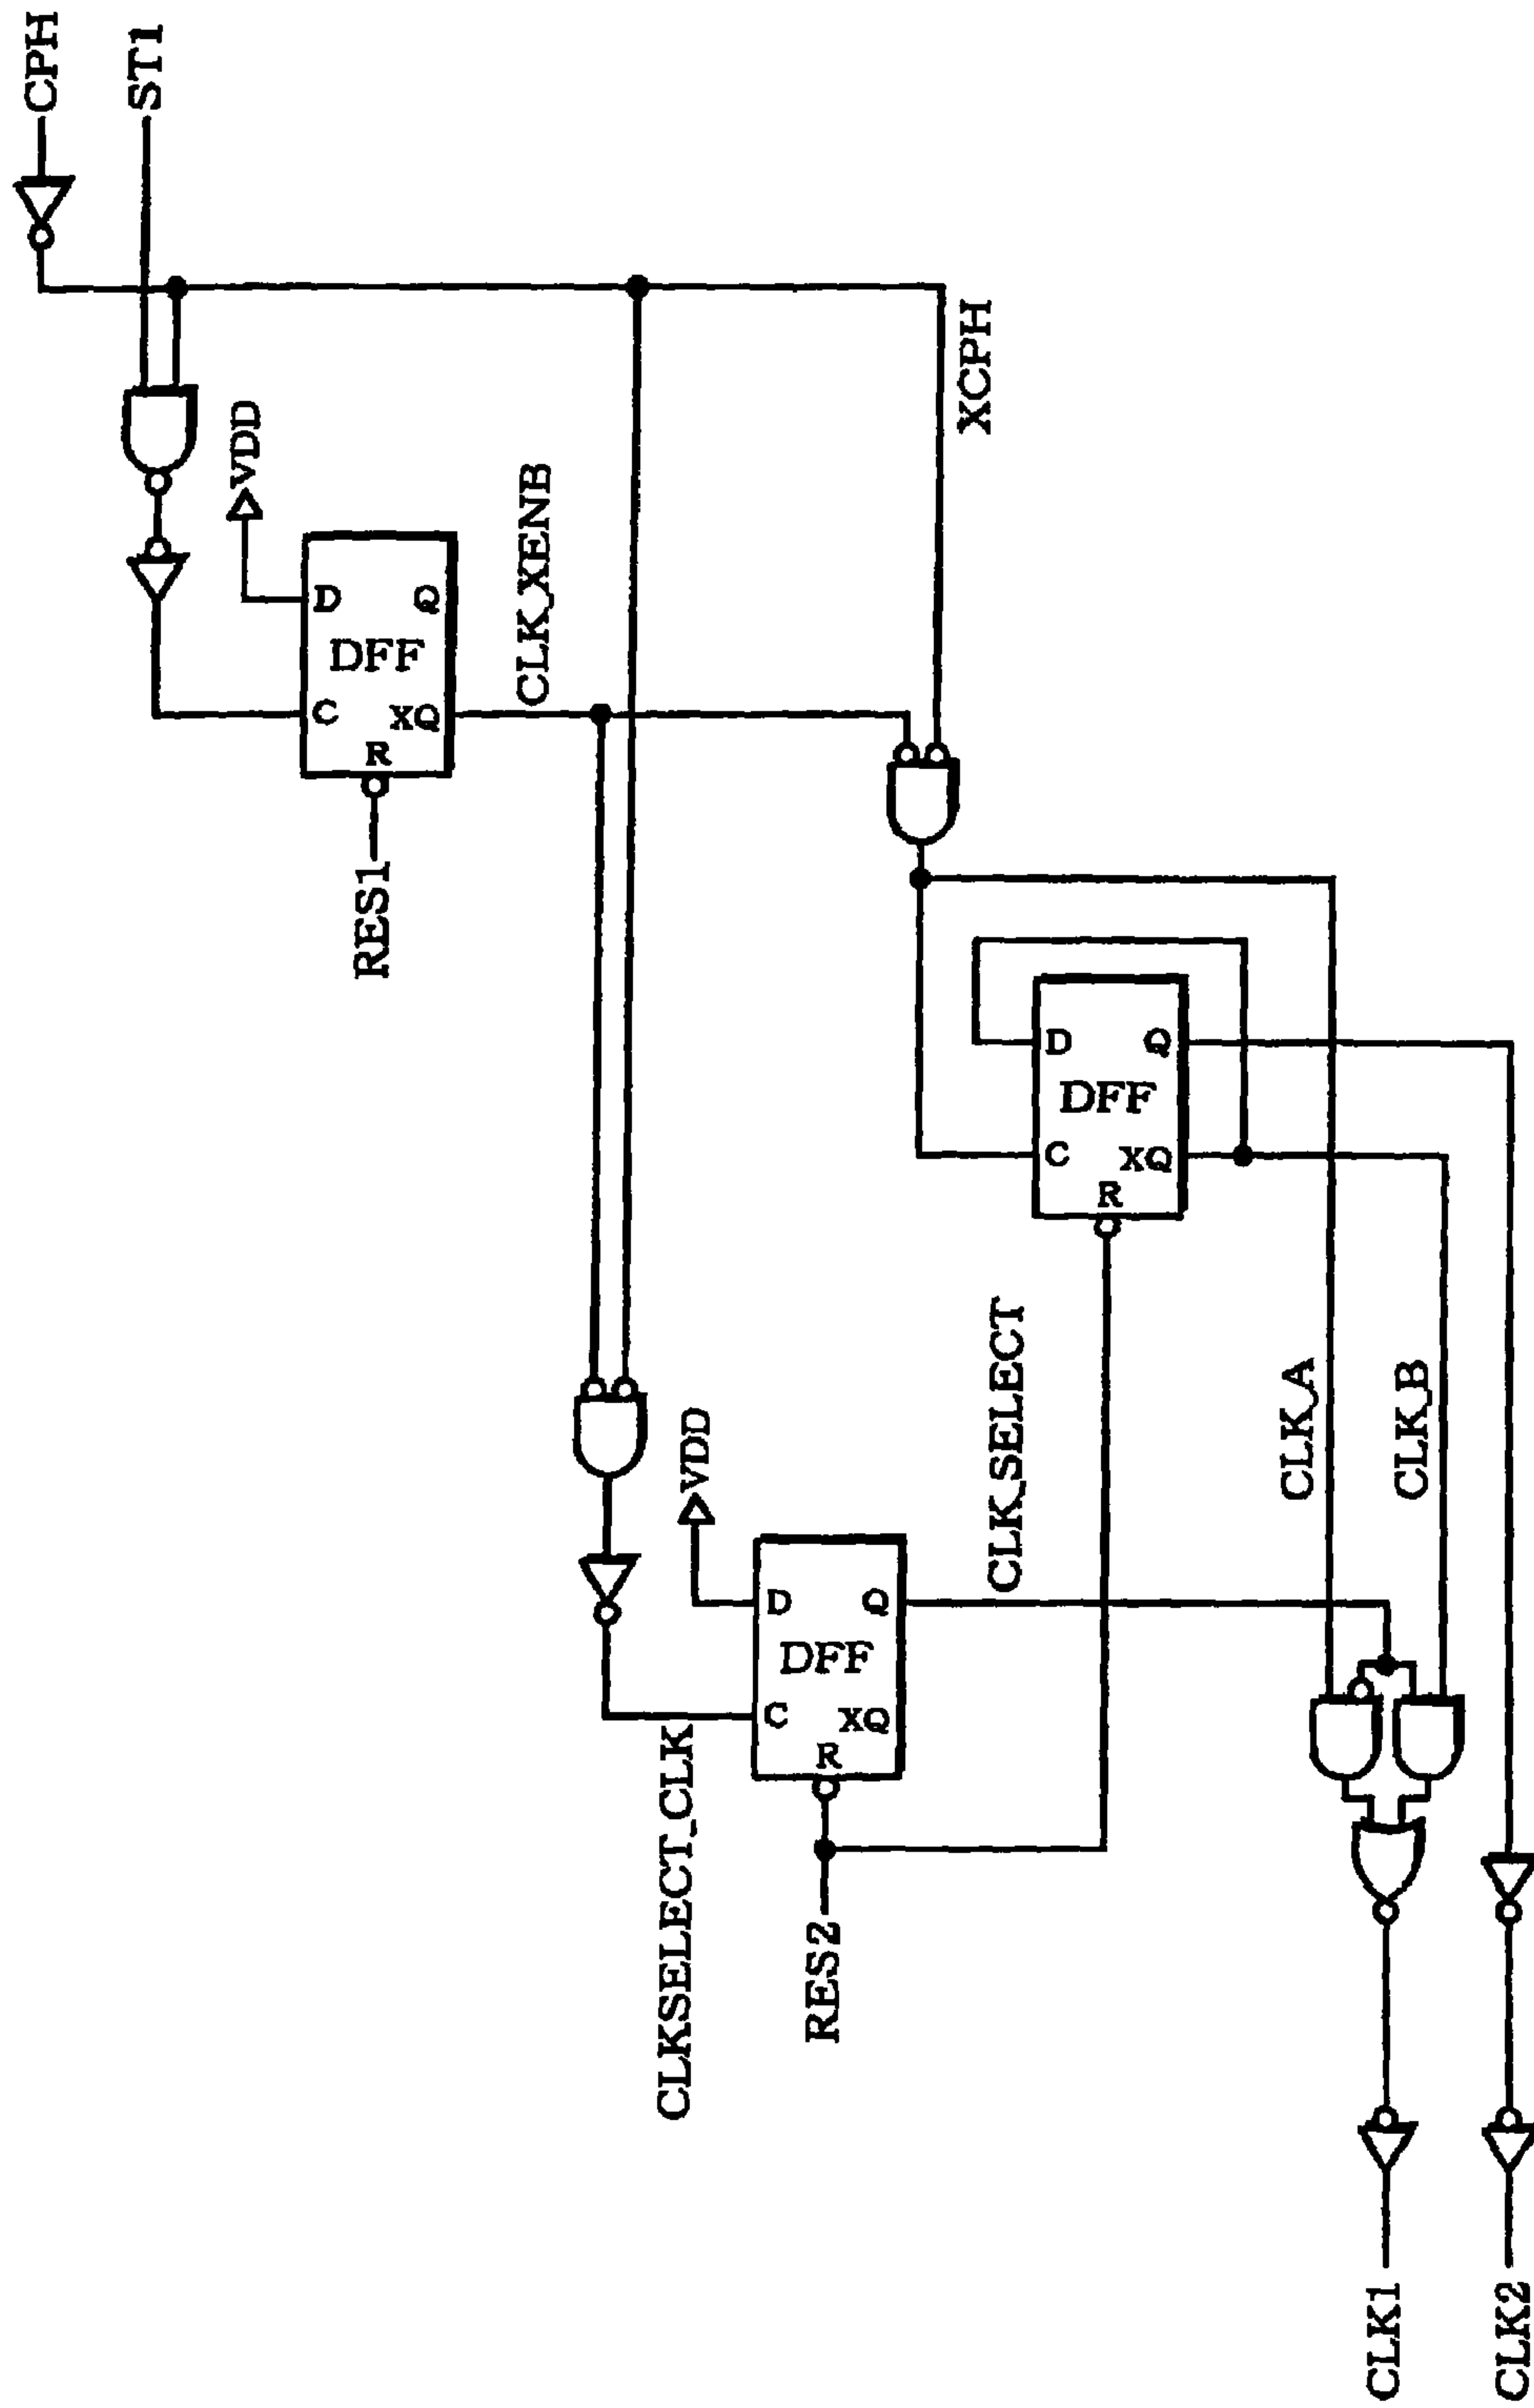 CPH
ST1
VDD
D
Q
DFF
C
XQ
R
RES1
CLK_XENB
XCPH
D
Q
DFF
C
XQ
R
VDD
D
Q
DFF
C
XQ
R
CLKSELECT_CLK
RES2
CLK_SELECT
CLK_A
CLK_B
CLK1
CLK2